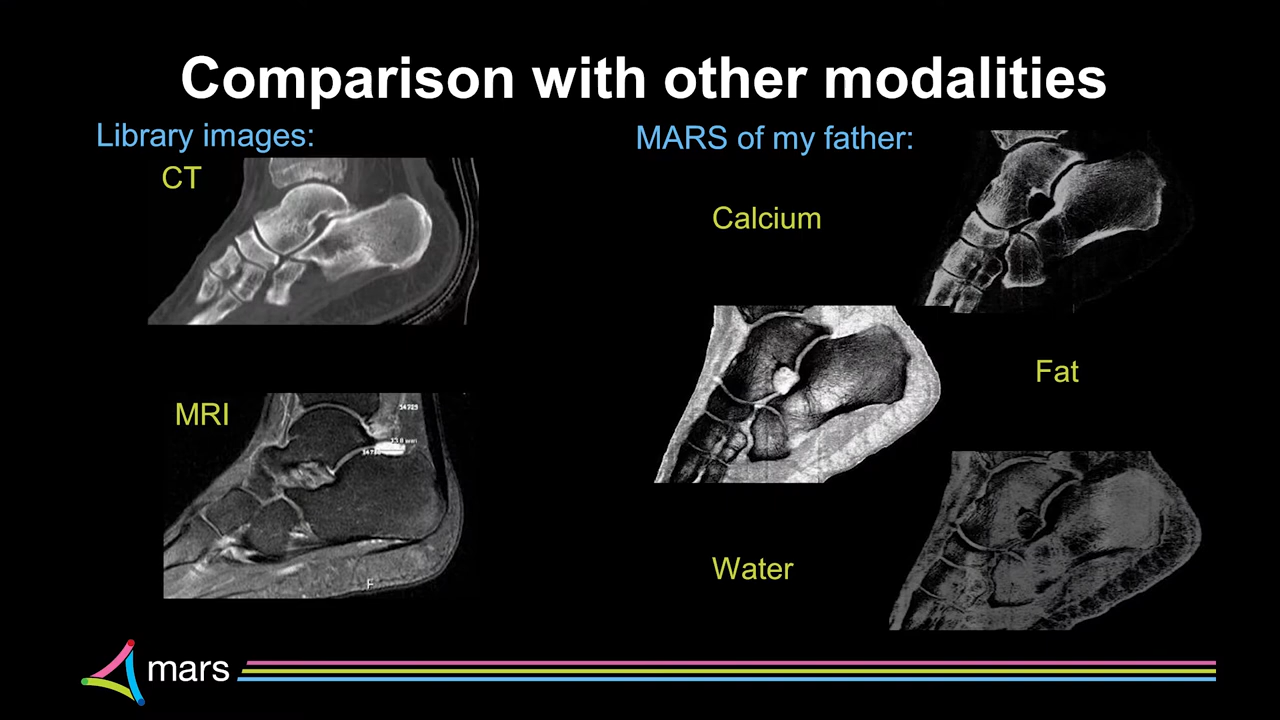 Comparison with other modalities
Library images:
CT
MRI
F
MARS of my father:
Calcium
Fat
Water
mars